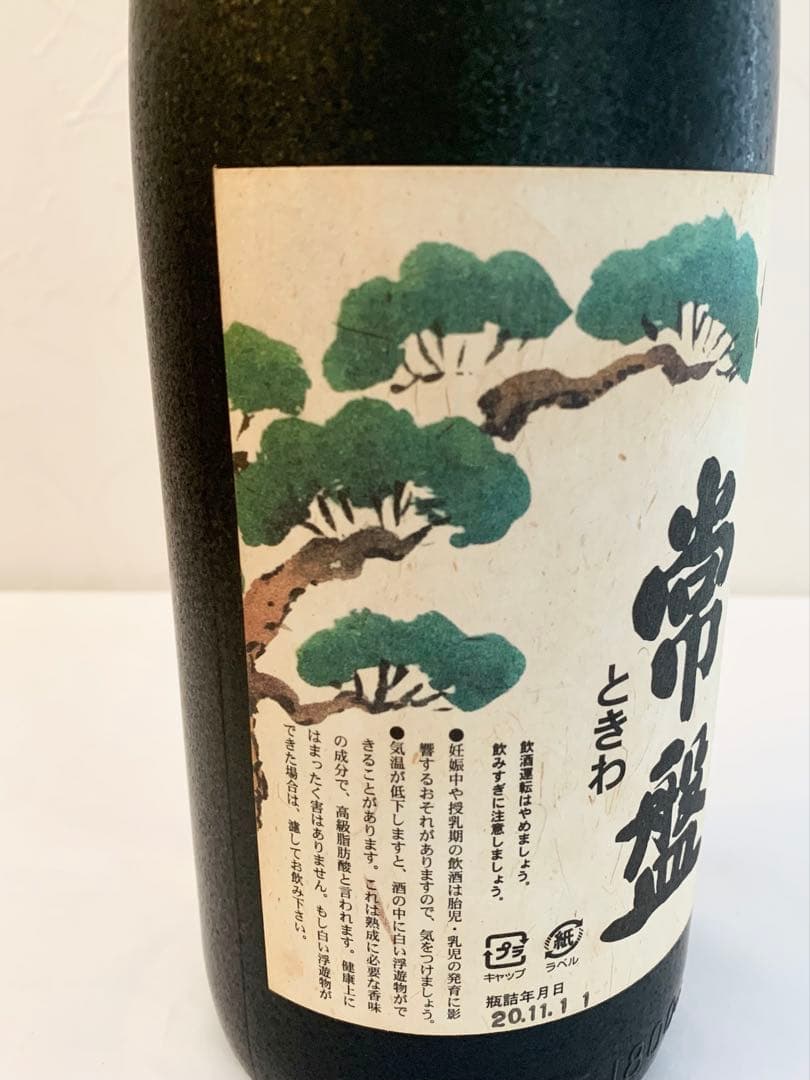 常盤
ときわ
飲酒運転はやめましょう。
飲みすぎに注意しましょう。
●妊娠中や授乳期の飲酒は胎児・乳児の発育に影
響するおそれがありますので、気をつけましょう。
●気温が低下しますと、酒の中に白い浮遊物がで
きることがあります。これは熟成に必要な香味
の成分で、高級脂肪酸と言われます。健康上に
はまったく害はありません。もし白い浮遊物が
できた場合は、濾してお飲み下さい。
プラ
キャップ
紙
ラベル
瓶詰年月日
20.11.11
1800